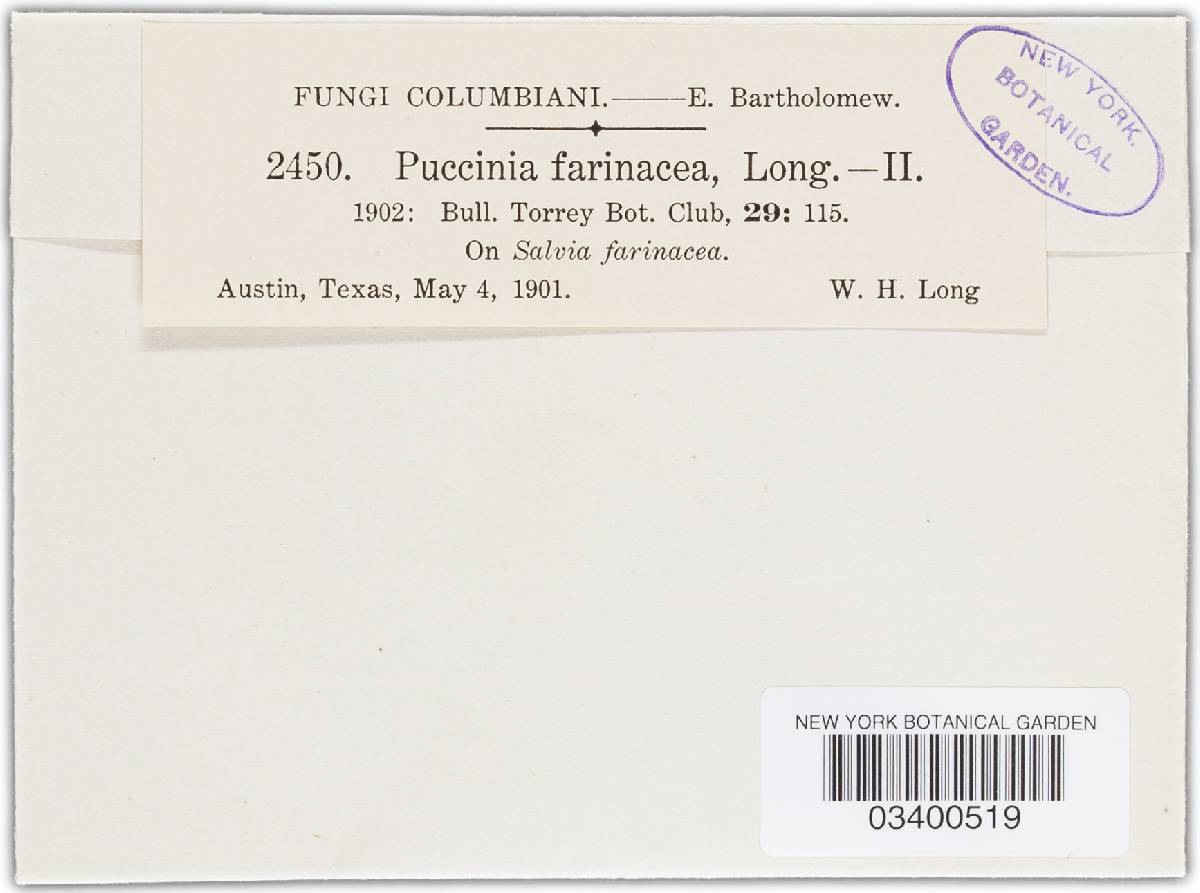 FUNGI COLUMBIANI.——E. Bartholomew.
2450. Puccinia farinacea, Long.—II.
1902: Bull. Torrey Bot. Club, 29: 115.
On Salvia farinacea.
Austin, Texas, May 4, 1901. W. H. Long
NEW YORK.
BOTANICAL
GARDEN.
NEW YORK BOTANICAL GARDEN
03400519